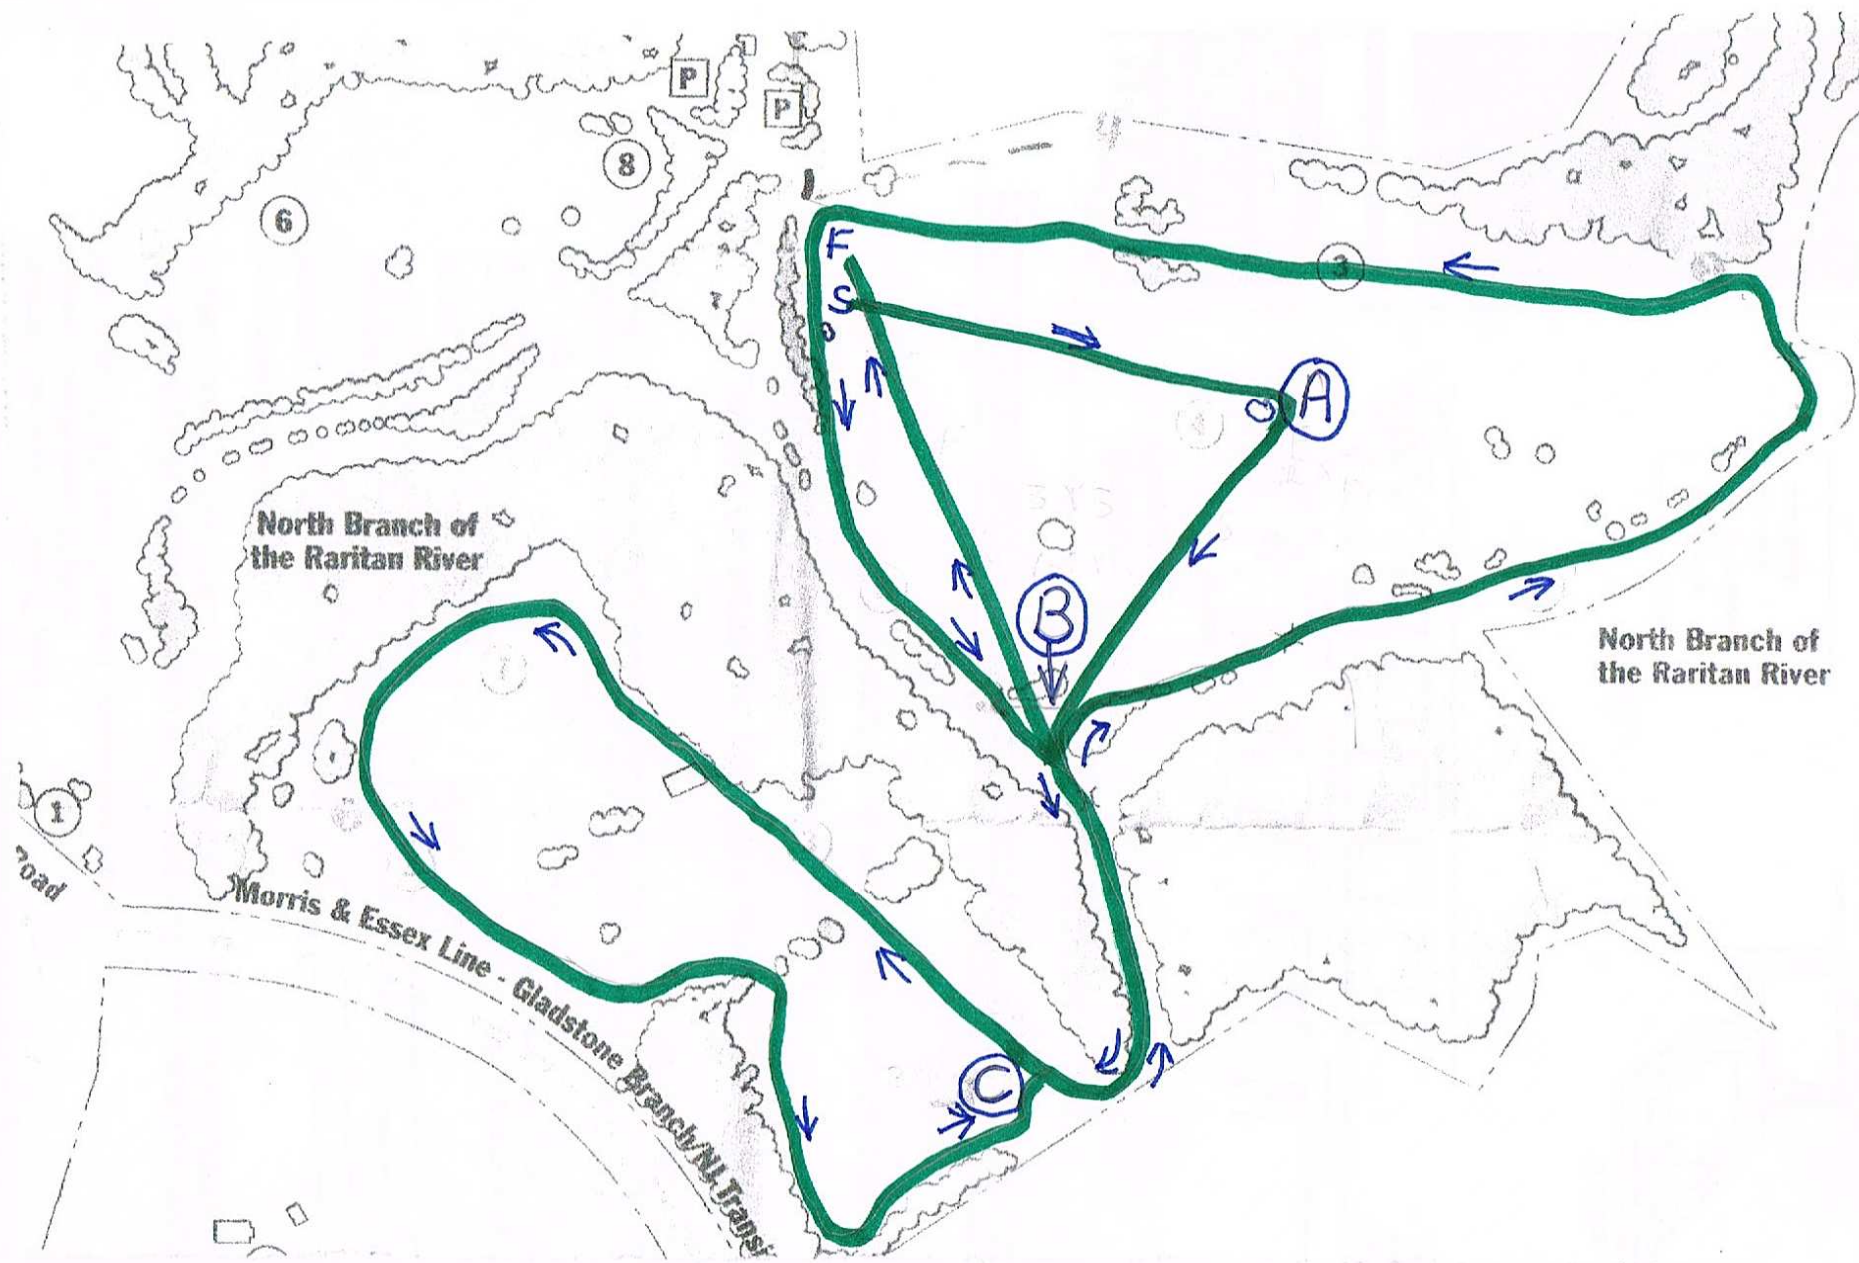 P
P
8
6
F
3
S
A
4
North Branch of
the Raritan River
B
North Branch of
the Raritan River
1
Road
Morris & Essex Line - Gladstone Branch/NJ Transi
C